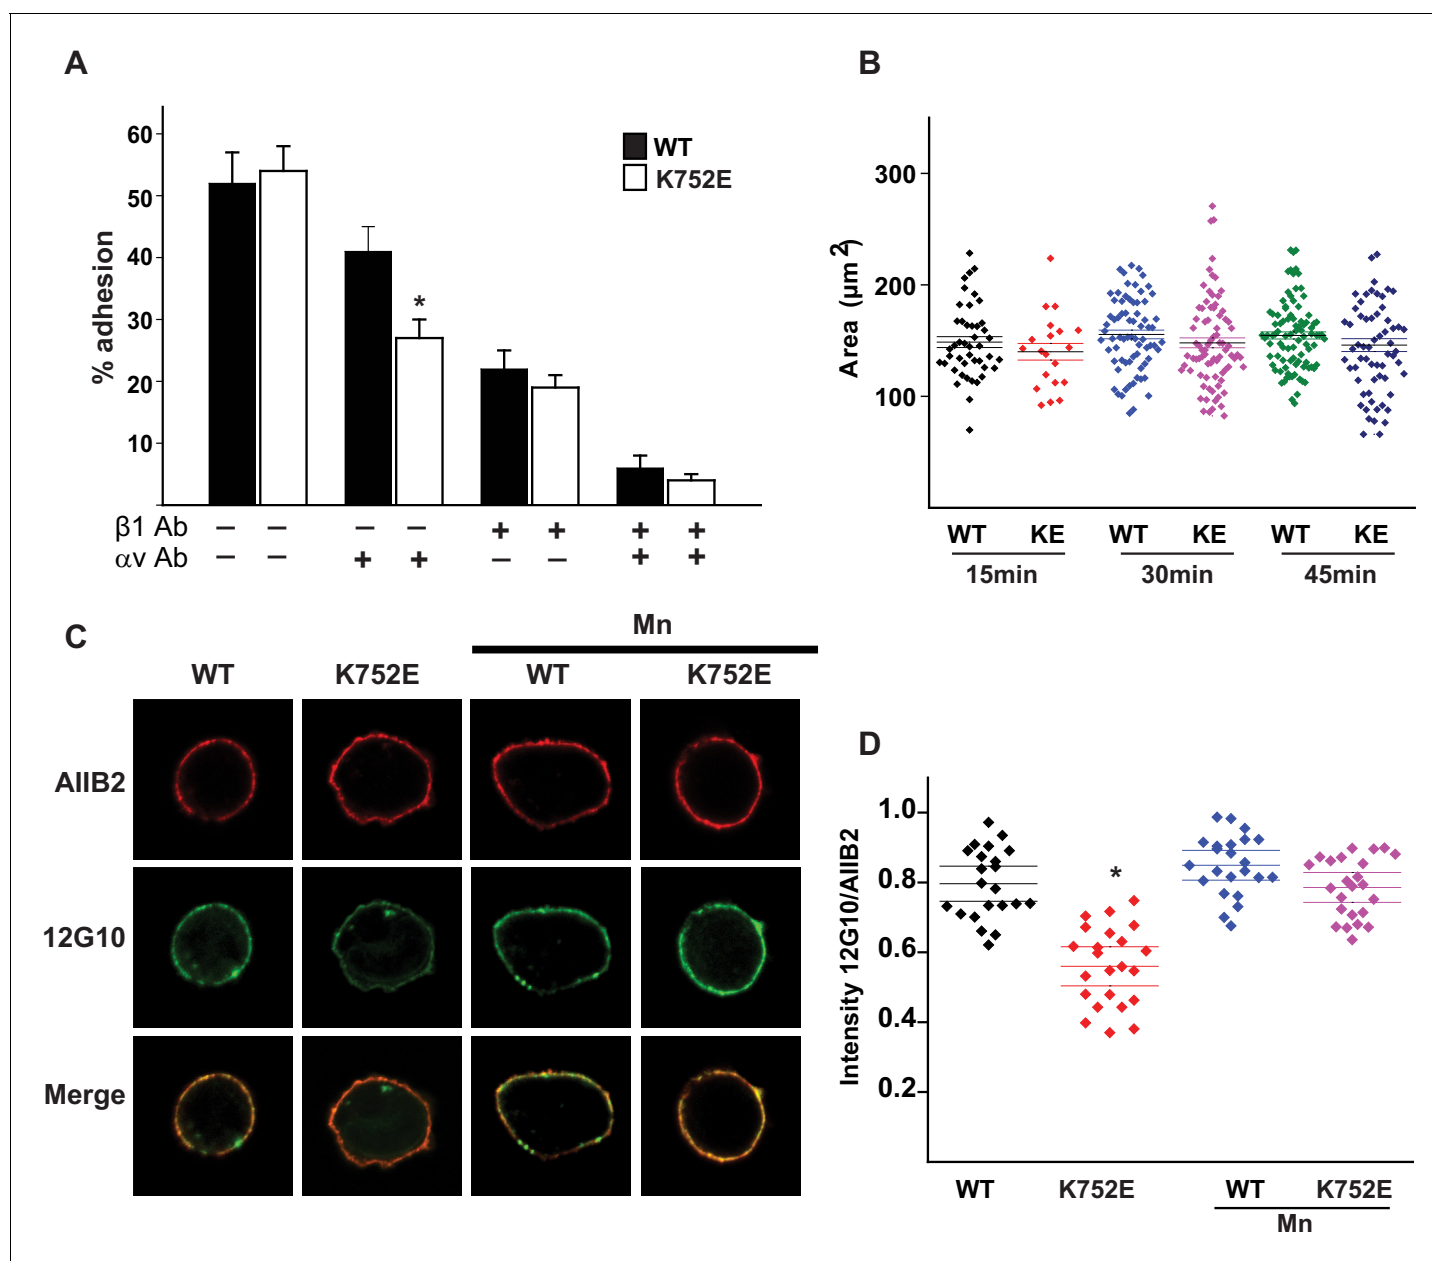 A
60
50
40
30
20
10
% adhesion
WT
K752E
*
β1 Ab – – – – + + + +
αv Ab – – + + – – + +
B
300
200
100
Area (µm2)
WT KE WT KE WT KE
15min 30min 45min
C
Mn
WT K752E WT K752E
AIIB2
12G10
Merge
D
1.0
0.8
0.6
0.4
0.2
Intensity 12G10/AIIB2
*
WT K752E WT K752E
Mn